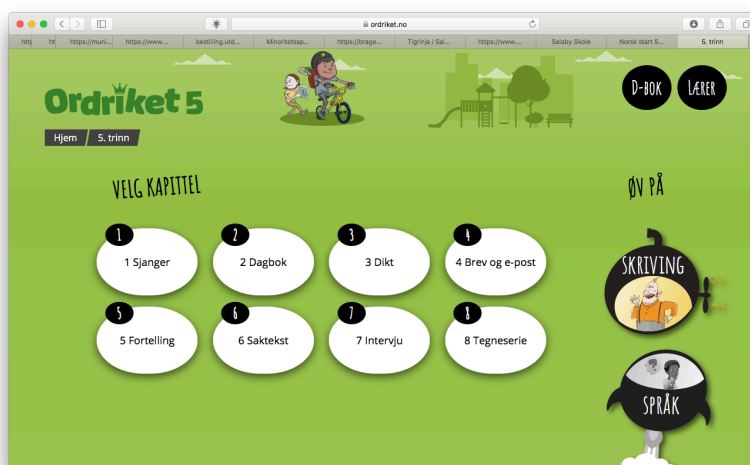 ordriket.no
https://muni...
https://www....
bestilling.utd...
Minoritetssp...
https://brage...
Tigrinja / Sal...
https://www....
Salaby Skole
Norsk start 5...
5. trinn
Ordriket 5
D-BOK
LÆRER
Hjem
5. trinn
VELG KAPITTEL
ØV PÅ
1
1 Sjanger
2
2 Dagbok
3
3 Dikt
4
4 Brev og e-post
SKRIVING
5
5 Fortelling
6
6 Saktekst
7
7 Intervju
8
8 Tegneserie
SPRÅK